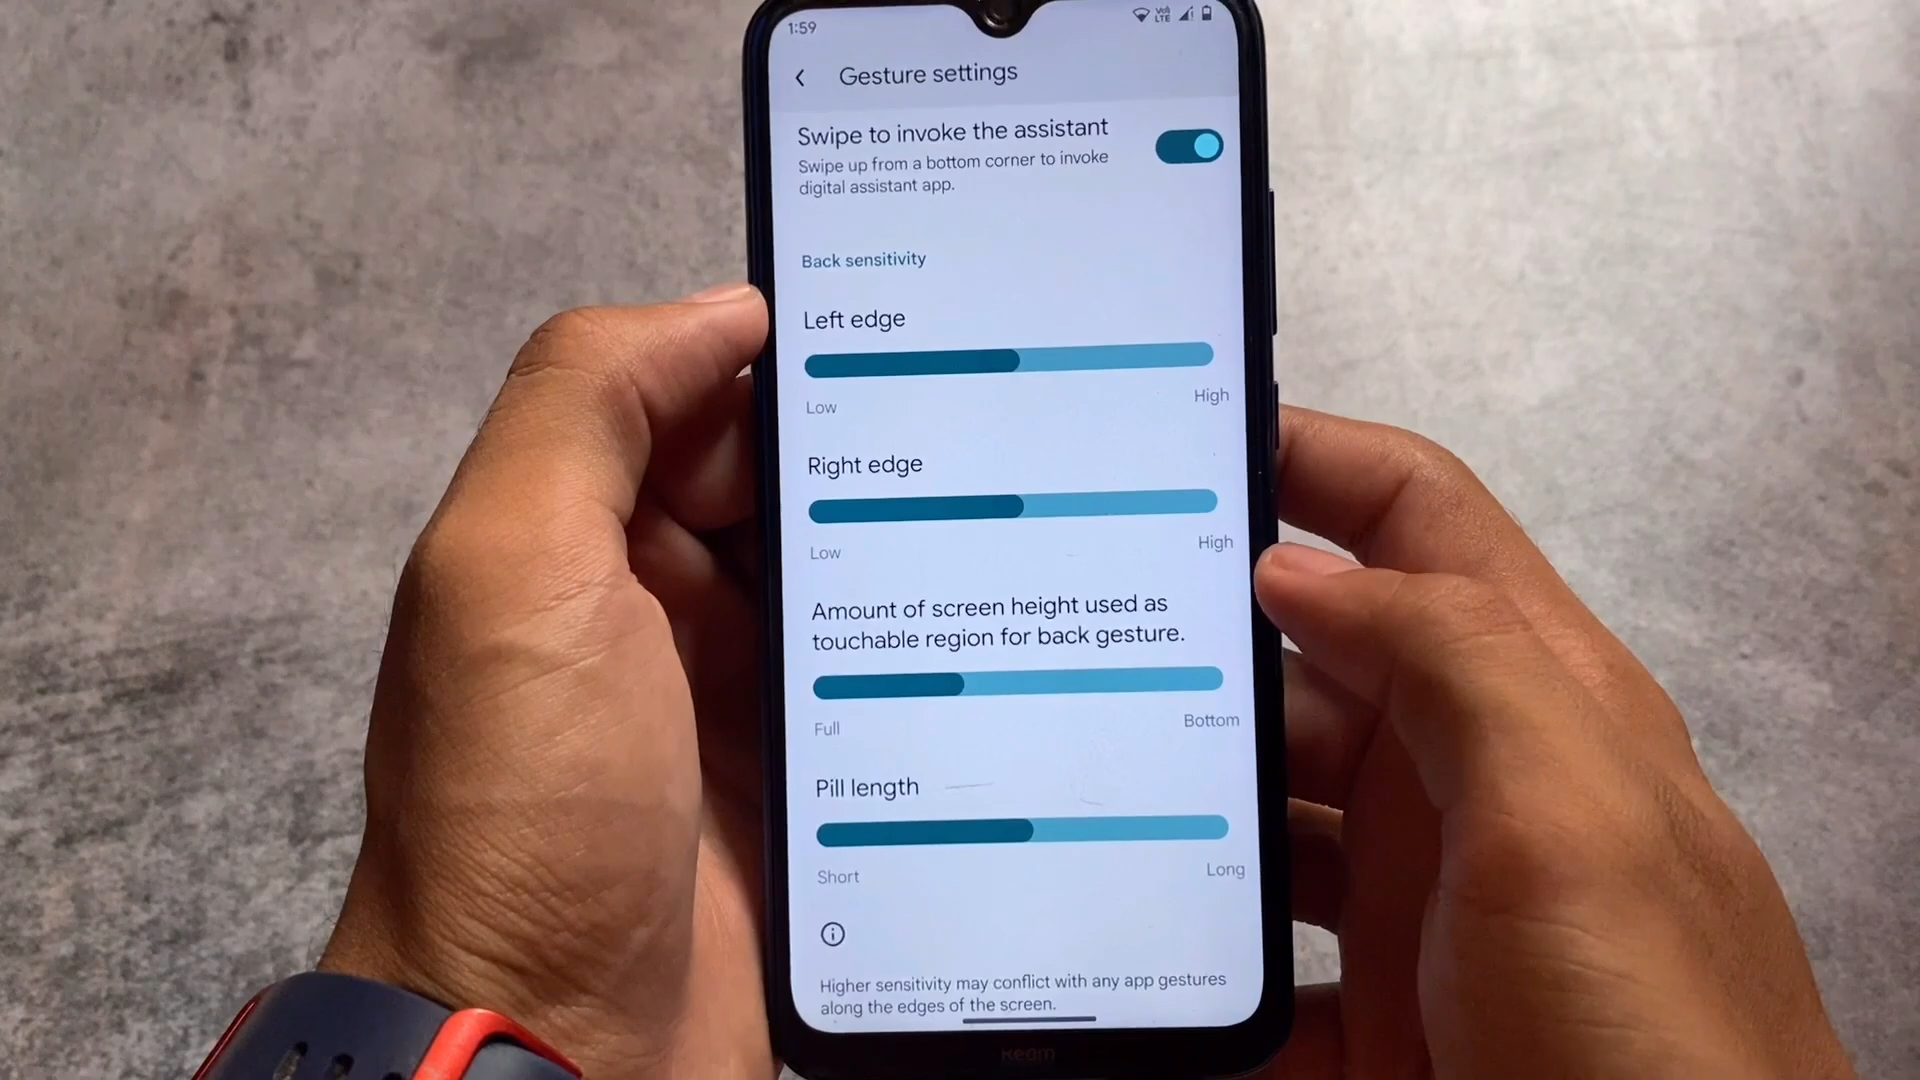 1:59
Vo) LTE
Gesture settings
Swipe to invoke the assistant
Swipe up from a bottom corner to invoke
digital assistant app.
Back sensitivity
Left edge
Low High
Right edge
Low High
Amount of screen height used as
touchable region for back gesture.
Full Bottom
Pill length
Short Long
Higher sensitivity may conflict with any app gestures
along the edges of the screen.
Redmi